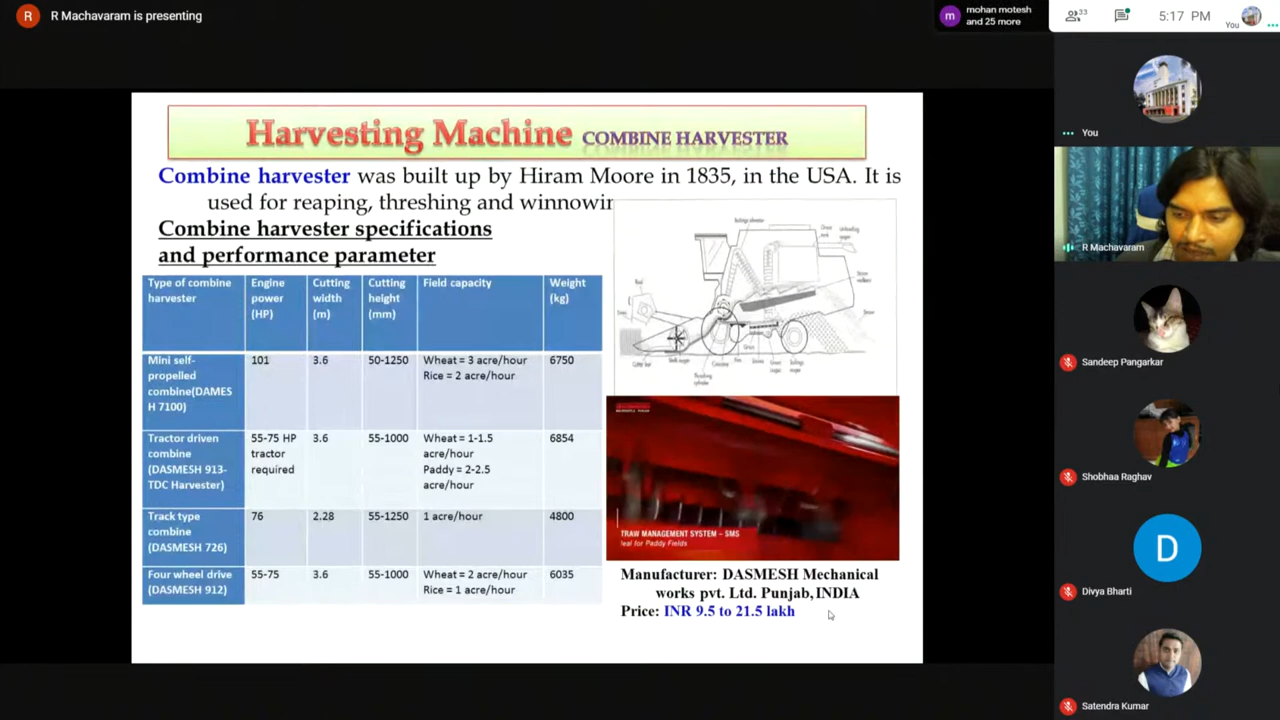 R Machavaram is presenting
mohan motesh
and 25 more
33
5:17 PM
You
Harvesting Machine COMBINE HARVESTER
Combine harvester was built up by Hiram Moore in 1835, in the USA. It is
used for reaping, threshing and winnowin
Combine harvester specifications
and performance parameter
Type of combine harvester Engine power (HP) Cutting width (m) Cutting height (mm) Field capacity Weight (kg)
Mini self-propelled combine(DAMESH 7100) 101 3.6 50-1250 Wheat = 3 acre/hour Rice = 2 acre/hour 6750
Tractor driven combine (DASMESH 913-TDC Harvester) 55-75 HP tractor required 3.6 55-1000 Wheat = 1-1.5 acre/hour Paddy = 2-2.5 acre/hour 6854
Track type combine (DASMESH 726) 76 2.28 55-1250 1 acre/hour 4800
Four wheel drive (DASMESH 912) 55-75 3.6 55-1000 Wheat = 2 acre/hour Rice = 1 acre/hour 6035
TRAW MANAGEMENT SYSTEM - SMS
eal for Paddy Fields
Manufacturer: DASMESH Mechanical
works pvt. Ltd. Punjab, INDIA
Price: INR 9.5 to 21.5 lakh
You
R Machavaram
Sandeep Pangarkar
Shobhaa Raghav
D
Divya Bharti
Satendra Kumar